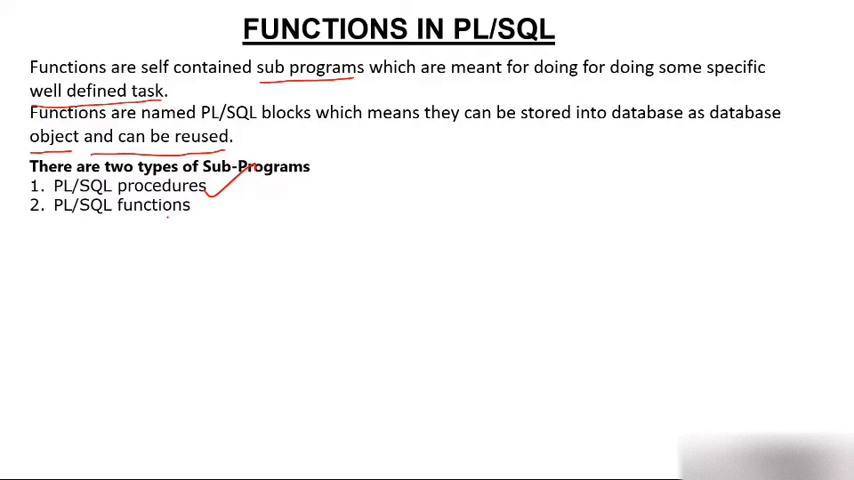 FUNCTIONS IN PL/SQL
Functions are self contained sub programs which are meant for doing for doing some specific
well defined task.
Functions are named PL/SQL blocks which means they can be stored into database as database
object and can be reused.
There are two types of Sub-Programs
1. PL/SQL procedures
2. PL/SQL functions